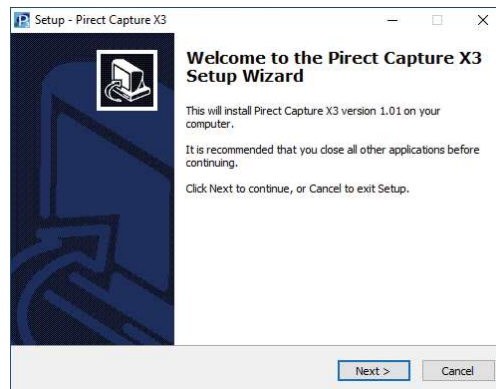 Setup - Pirect Capture X3
Welcome to the Pirect Capture X3
Setup Wizard
This will install Pirect Capture X3 version 1.01 on your
computer.
It is recommended that you close all other applications before
continuing.
Click Next to continue, or Cancel to exit Setup.
Next >
Cancel